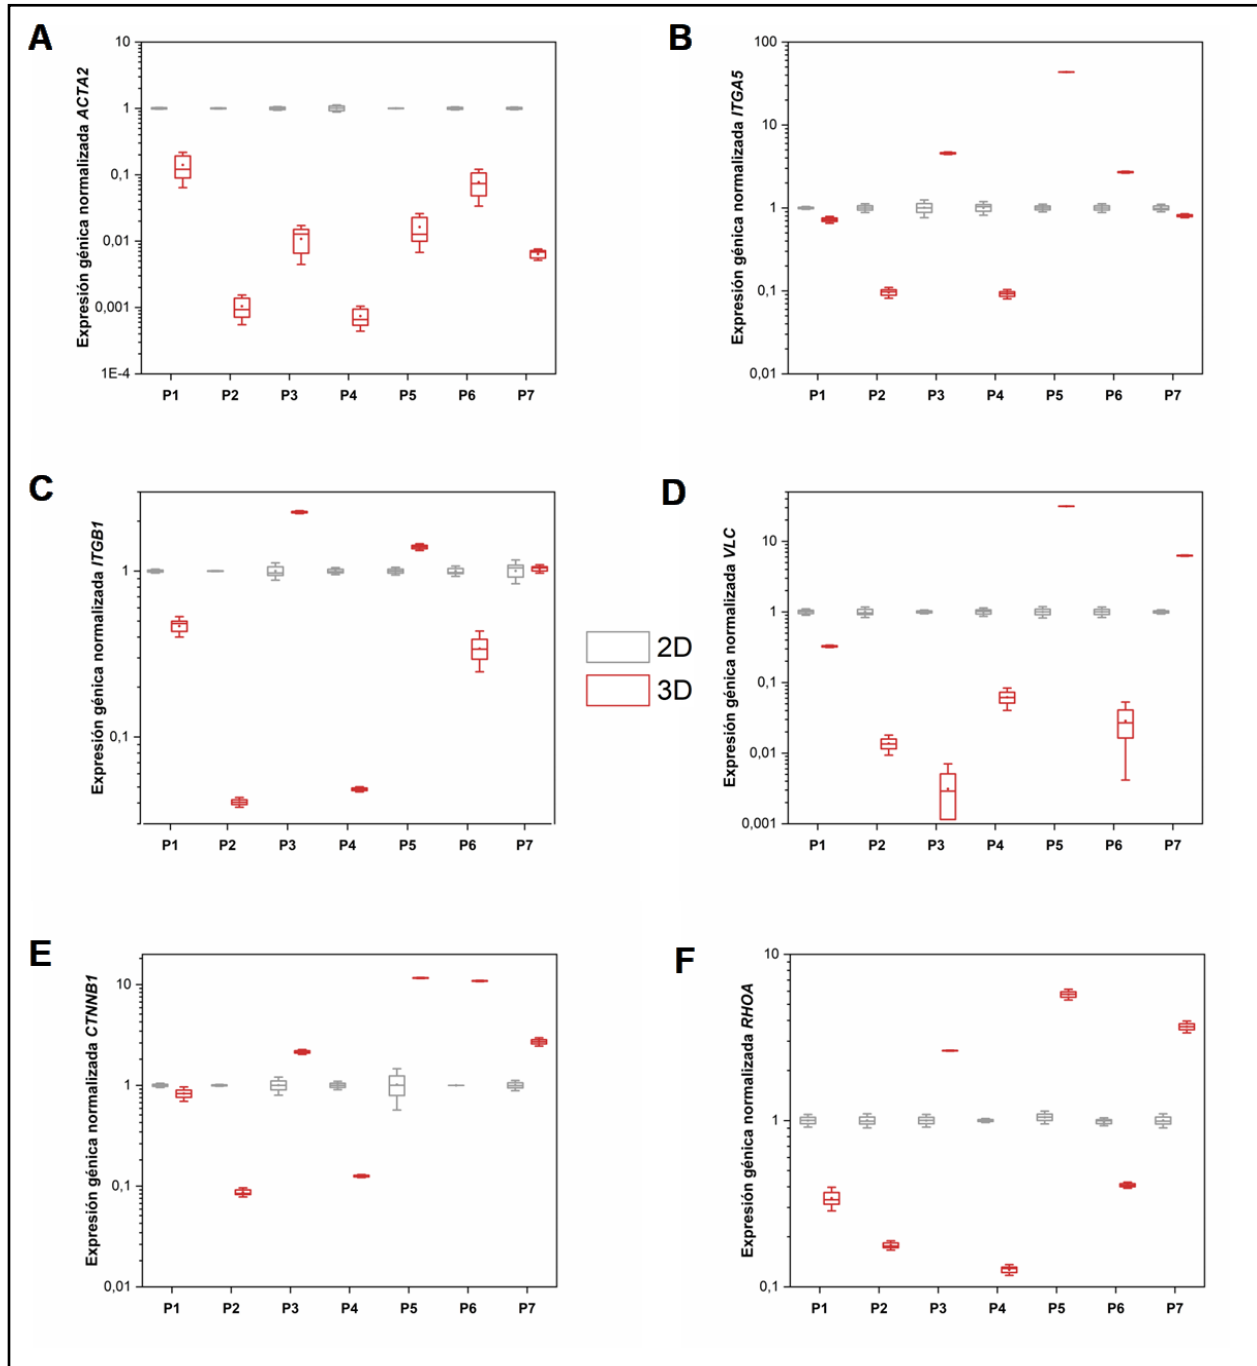 A
Expresión génica normalizada ACTA2
10
1
0,1
0,01
0,001
1E-4
P1 P2 P3 P4 P5 P6 P7
B
Expresión génica normalizada ITGA5
100
10
1
0,1
0,01
P1 P2 P3 P4 P5 P6 P7
C
Expresión génica normalizada ITGB1
1
0,1
P1 P2 P3 P4 P5 P6 P7
2D
3D
D
Expresión génica normalizada VLC
10
1
0,1
0,01
0,001
P1 P2 P3 P4 P5 P6 P7
E
Expresión génica normalizada CTNNB1
10
1
0,1
0,01
P1 P2 P3 P4 P5 P6 P7
F
Expresión génica normalizada RHOA
10
1
0,1
P1 P2 P3 P4 P5 P6 P7